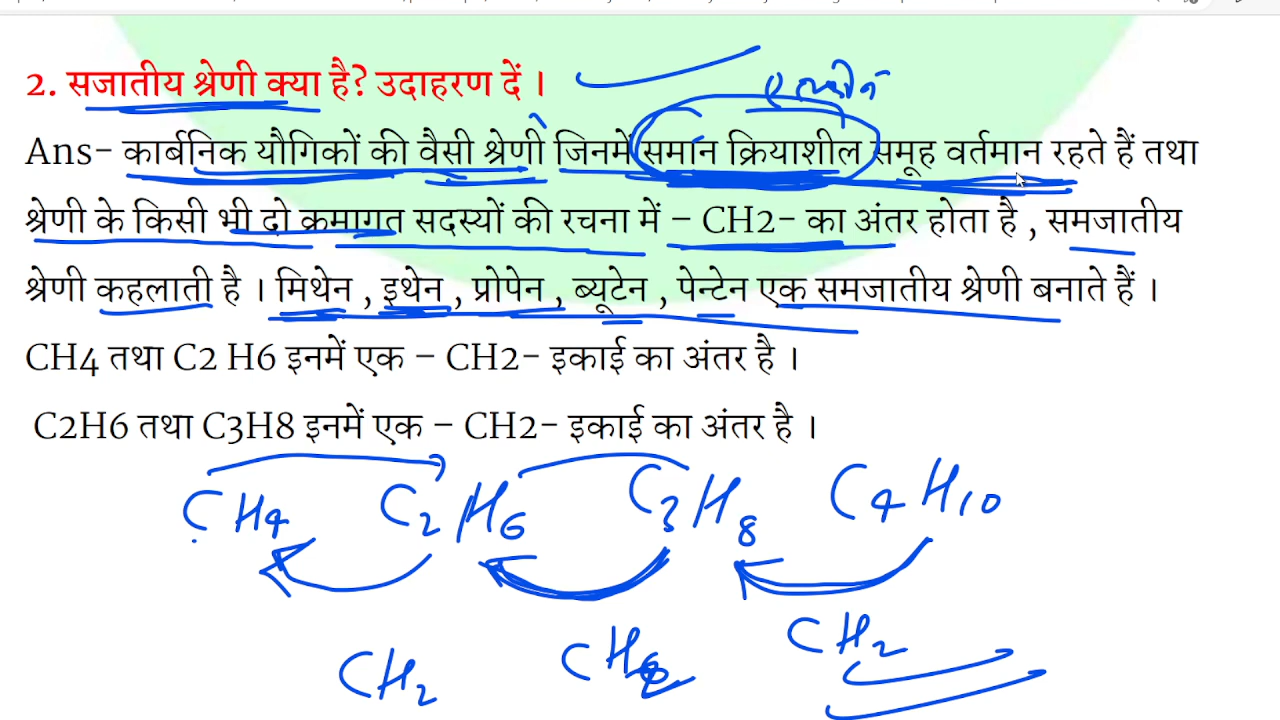 2. सजातीय श्रेणी क्या है? उदाहरण दें ।
Ans- कार्बनिक यौगिकों की वैसी श्रेणी जिनमें समान क्रियाशील समूह वर्तमान रहते हैं तथा
श्रेणी के किसी भी दो क्रमागत सदस्यों की रचना में – CH2- का अंतर होता है , समजातीय
श्रेणी कहलाती है । मिथेन , इथेन , प्रोपेन , ब्यूटेन , पेन्टेन एक समजातीय श्रेणी बनाते हैं ।
CH4 तथा C2 H6 इनमें एक – CH2- इकाई का अंतर है ।
C2H6 तथा C3H8 इनमें एक – CH2- इकाई का अंतर है ।
CH4 C2H6 C3H8 C4H10
CH2 CH2 CH2